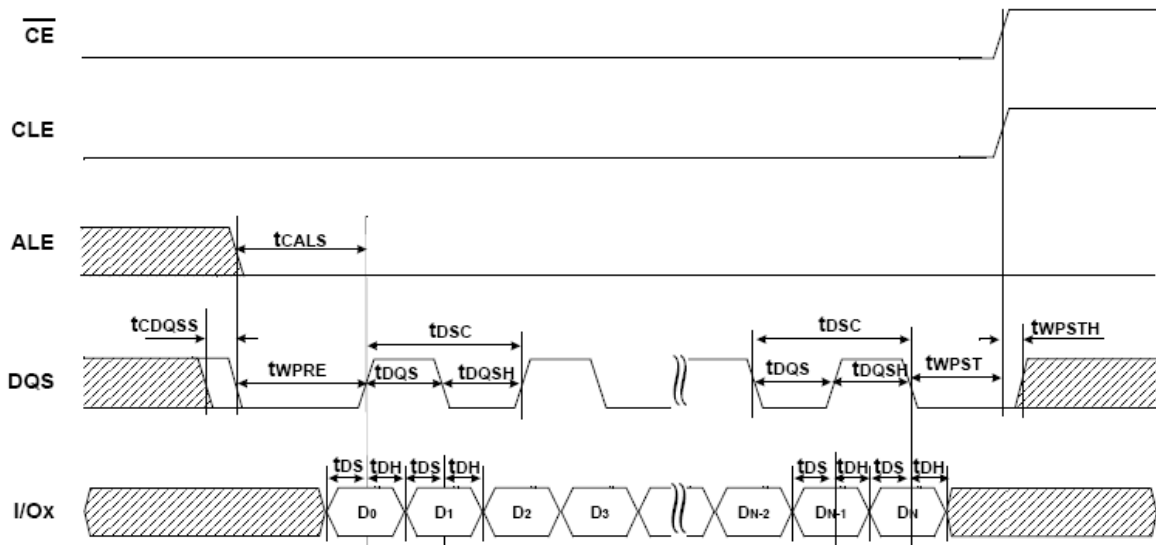 CE
CLE
ALE
tCALS
tCDQSS
tDSC
tDSC
tWPSTH
DQS
tWPRE
tDQS
tDQSH
tDQS
tDQSH
tWPST
tDS
tDH
tDS
tDH
tDS
tDH
tDS
tDH
I/Ox
D0
D1
D2
D3
DN-2
DN-1
DN